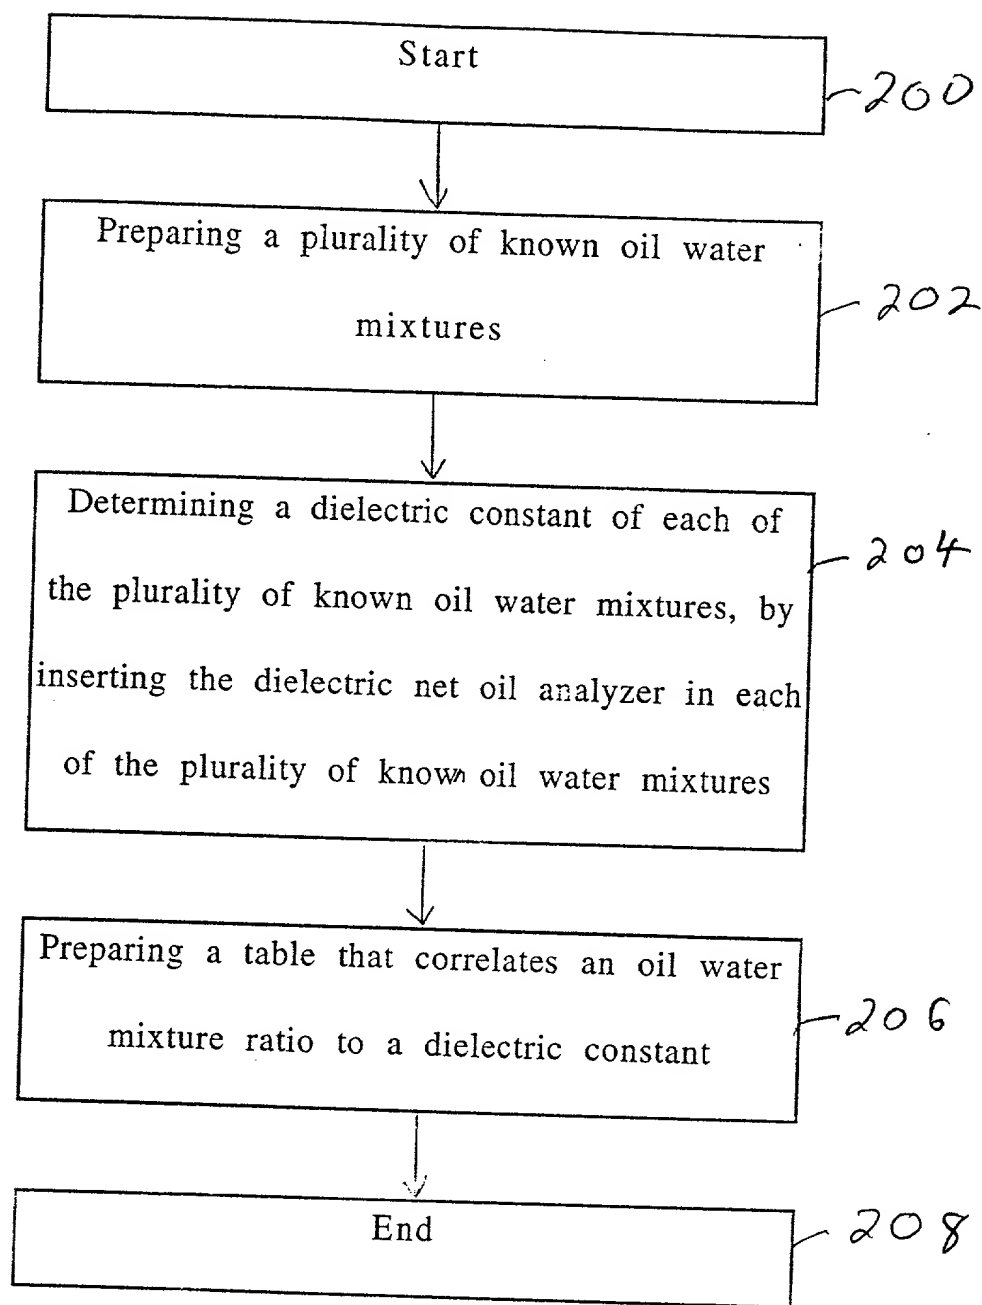 Start
200
Preparing a plurality of known oil water
mixtures
202
Determining a dielectric constant of each of
the plurality of known oil water mixtures, by
inserting the dielectric net oil analyzer in each
of the plurality of known oil water mixtures
204
Preparing a table that correlates an oil water
mixture ratio to a dielectric constant
206
End
208